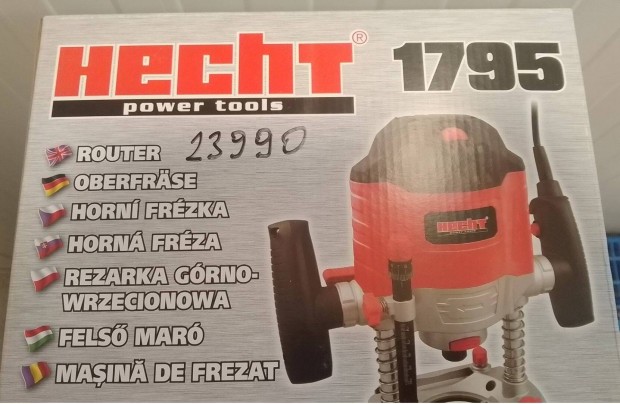 HECHT® 1795
power tools
ROUTER 23990
OBERFRÄSE
HORNÍ FRÉZKA
HORNÁ FRÉZA
REZARKA GÓRNO-
WRZECIONOWA
FELSŐ MARÓ
MAȘINĂ DE FREZAT
HECHT